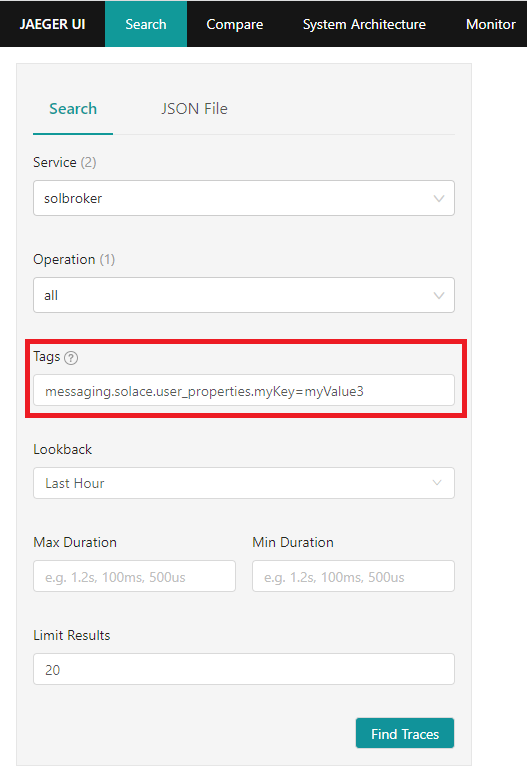 JAEGER UI Search Compare System Architecture Monitor
Search JSON File
Service (2)
solbroker
Operation (1)
all
Tags ?
messaging.solace.user_properties.myKey=myValue3
Lookback
Last Hour
Max Duration Min Duration
e.g. 1.2s, 100ms, 500us e.g. 1.2s, 100ms, 500us
Limit Results
20
Find Traces